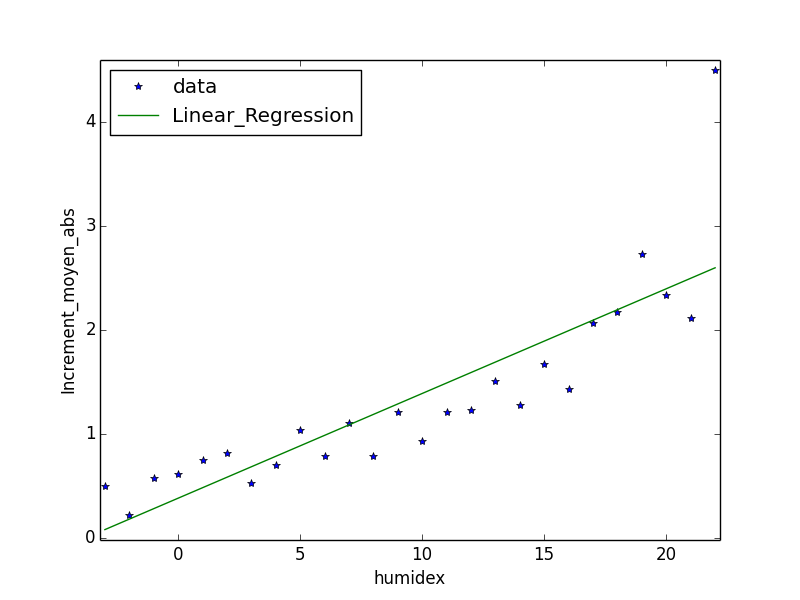 data
Linear_Regression
Increment_moyen_abs
4
3
2
1
0
0 5 10 15 20
humidex